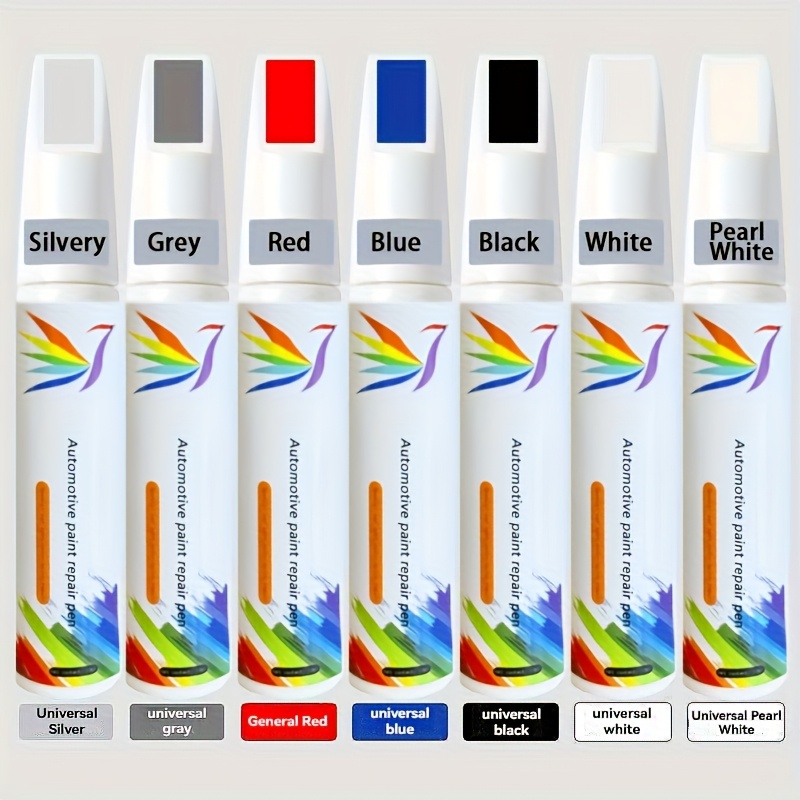 Silvery
Grey
Red
Blue
Black
White
Pearl
White
Automotive paint repair pen
Automotive paint repair pen
Automotive paint repair pen
Automotive paint repair pen
Automotive paint repair pen
Automotive paint repair pen
Automotive paint repair pen
Universal
Silver
universal
gray
General Red
universal
blue
universal
black
universal
white
Universal Pearl
White